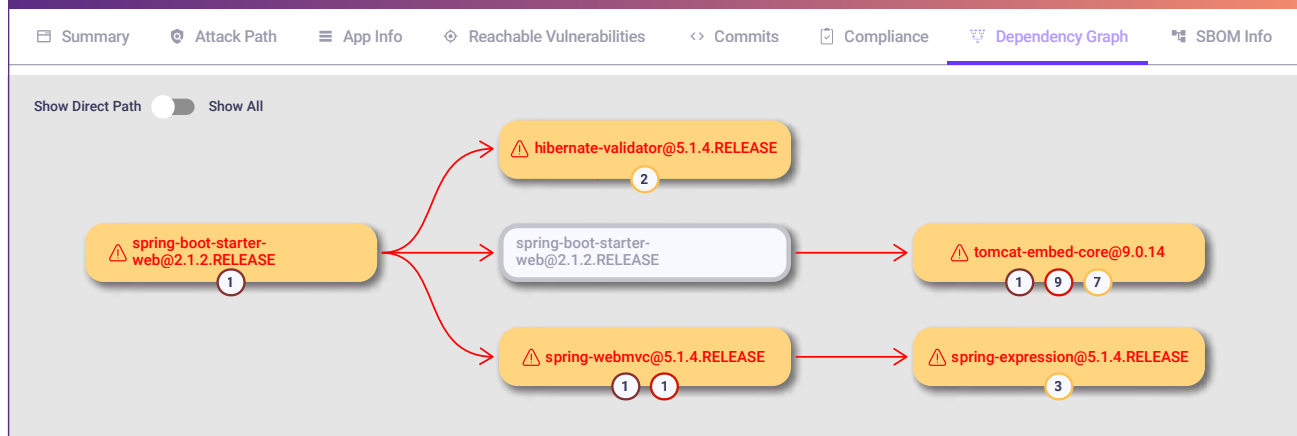 Summary Attack Path App Info Reachable Vulnerabilities Commits Compliance Dependency Graph SBOM Info
Show Direct Path Show All
hibernate-validator@5.1.4.RELEASE
2
spring-boot-starter-
web@2.1.2.RELEASE
1
spring-boot-starter-
web@2.1.2.RELEASE
tomcat-embed-core@9.0.14
1 9 7
spring-webmvc@5.1.4.RELEASE
1 1
spring-expression@5.1.4.RELEASE
3